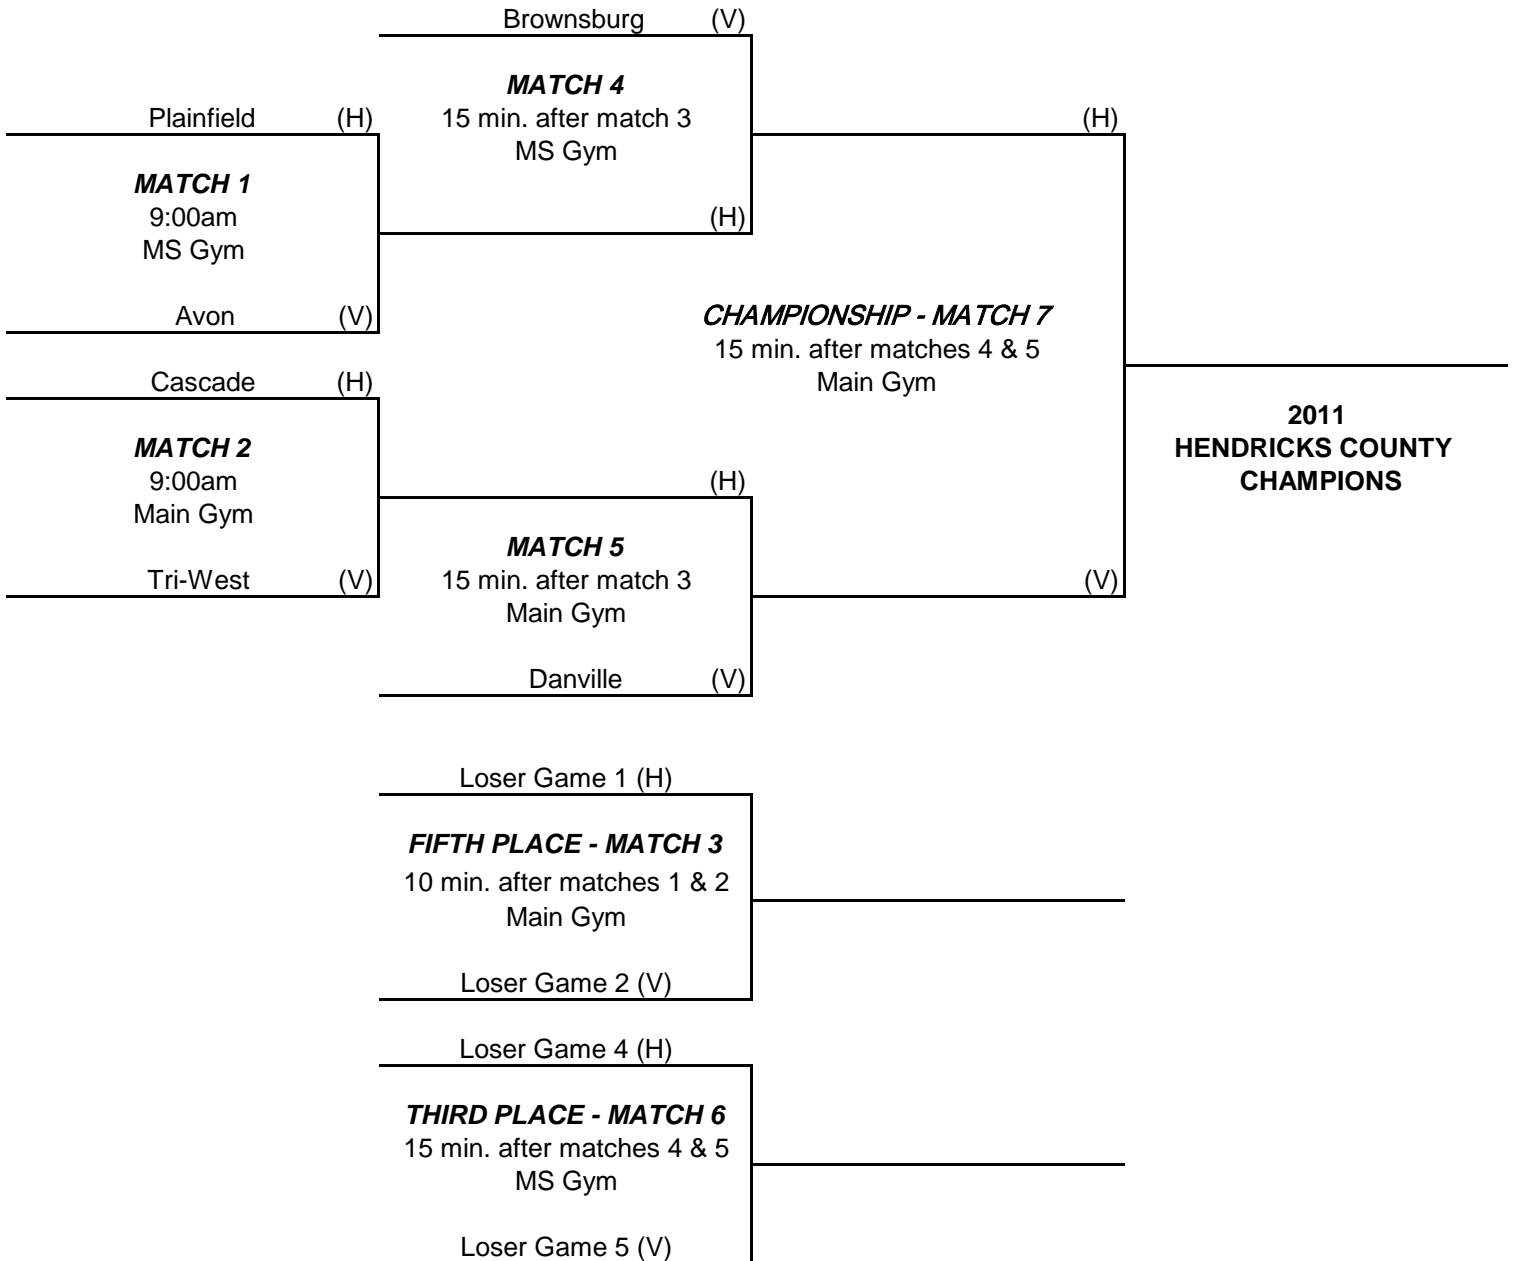 Brownsburg (V)
MATCH 4
15 min. after match 3
MS Gym
(H)
Plainfield (H)
MATCH 1
9:00am
MS Gym
Avon (V)
Cascade (H)
MATCH 2
9:00am
Main Gym
Tri-West (V)
(H)
MATCH 5
15 min. after match 3
Main Gym
Danville (V)
(H)
CHAMPIONSHIP - MATCH 7
15 min. after matches 4 & 5
Main Gym
(V)
2011
HENDRICKS COUNTY
CHAMPIONS
Loser Game 1 (H)
FIFTH PLACE - MATCH 3
10 min. after matches 1 & 2
Main Gym
Loser Game 2 (V)
Loser Game 4 (H)
THIRD PLACE - MATCH 6
15 min. after matches 4 & 5
MS Gym
Loser Game 5 (V)